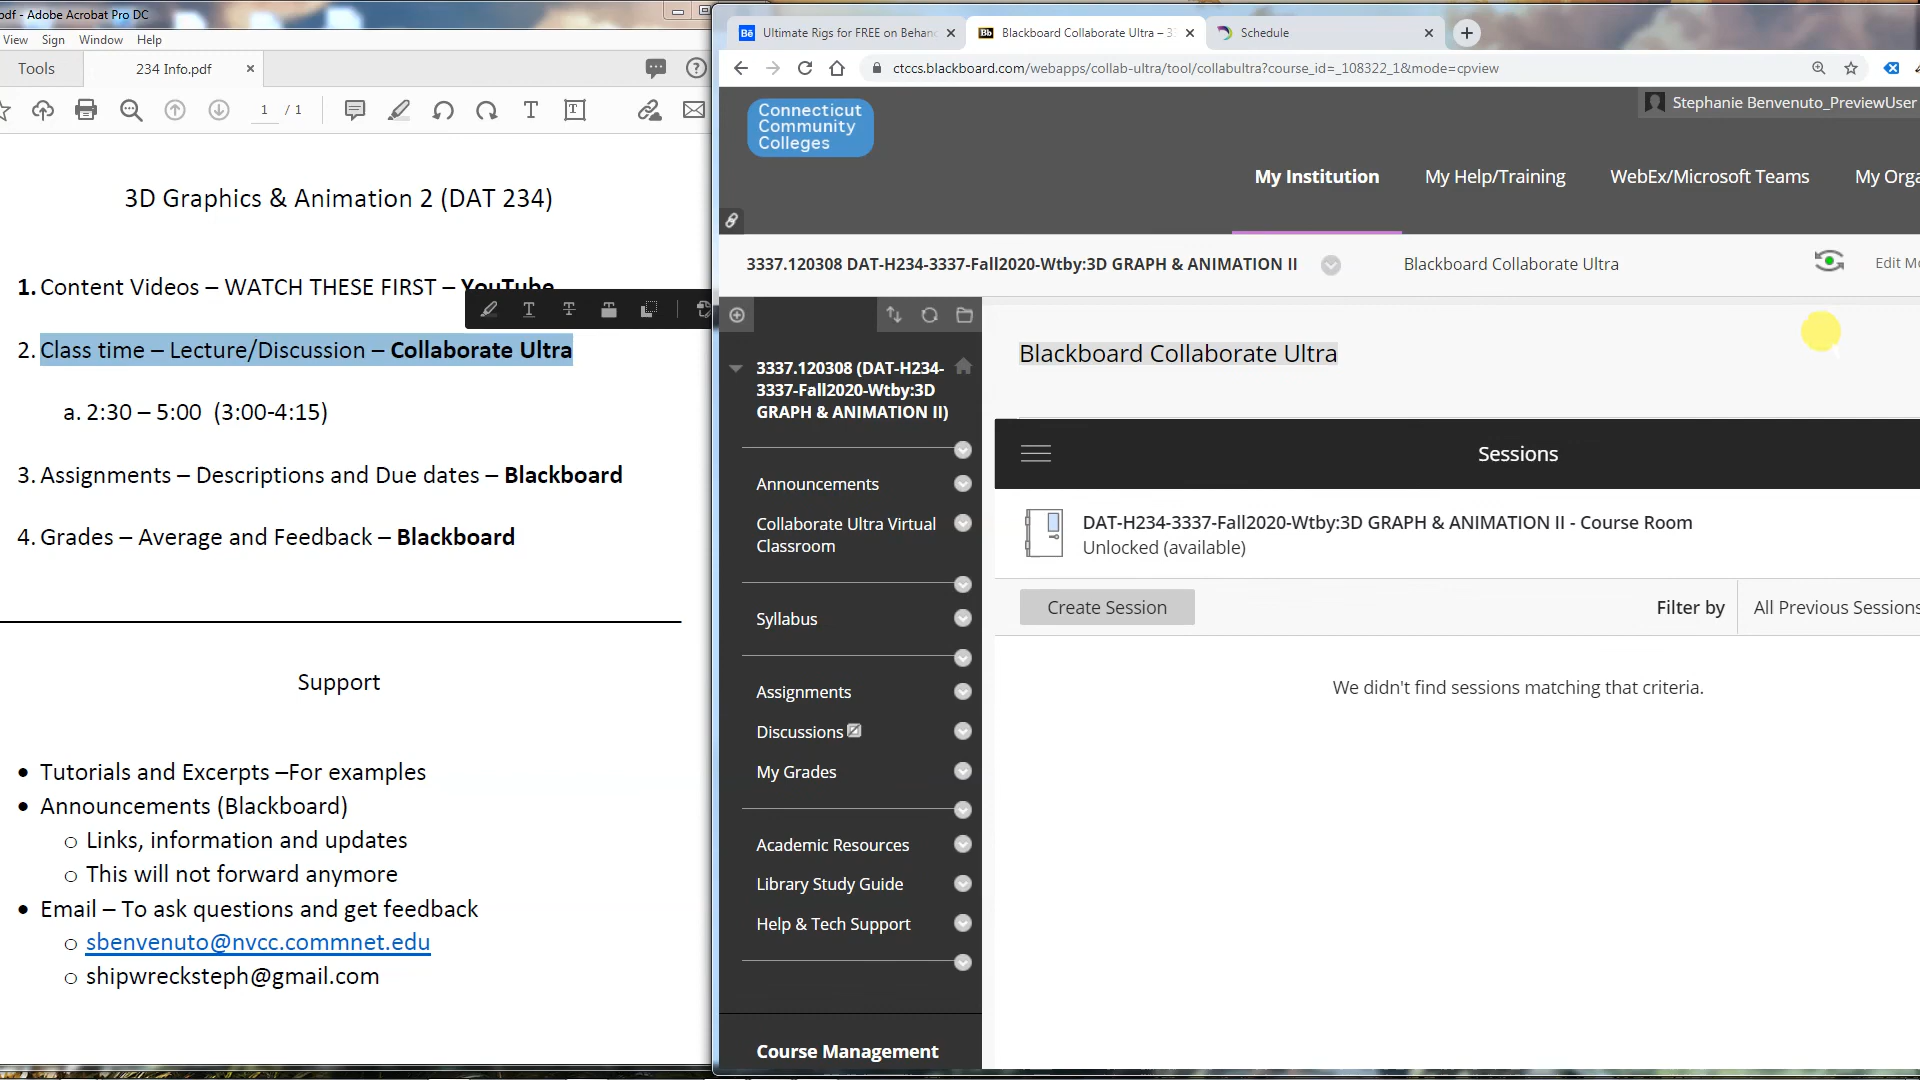 pdf - Adobe Acrobat Pro DC
View Sign Window Help
Tools
234 Info.pdf
1 / 1
3D Graphics & Animation 2 (DAT 234)
1. Content Videos – WATCH THESE FIRST – YouTube
2. Class time – Lecture/Discussion – Collaborate Ultra
a. 2:30 – 5:00 (3:00-4:15)
3. Assignments – Descriptions and Due dates – Blackboard
4. Grades – Average and Feedback – Blackboard
Support
• Tutorials and Excerpts –For examples
• Announcements (Blackboard)
o Links, information and updates
o This will not forward anymore
• Email – To ask questions and get feedback
o sbenvenuto@nvcc.commnet.edu
o shipwrecksteph@gmail.com
Bē Ultimate Rigs for FREE on Behanc
Bb Blackboard Collaborate Ultra – 3
Schedule
ctccs.blackboard.com/webapps/collab-ultra/tool/collabultra?course_id=_108322_1&mode=cpview
Connecticut
Community
Colleges
Stephanie Benvenuto_PreviewUser
My Institution
My Help/Training
WebEx/Microsoft Teams
My Orga
3337.120308 DAT-H234-3337-Fall2020-Wtby:3D GRAPH & ANIMATION II
Blackboard Collaborate Ultra
Edit Mo
3337.120308 (DAT-H234-
3337-Fall2020-Wtby:3D
GRAPH & ANIMATION II)
Announcements
Collaborate Ultra Virtual
Classroom
Syllabus
Assignments
Discussions
My Grades
Academic Resources
Library Study Guide
Help & Tech Support
Course Management
Blackboard Collaborate Ultra
Sessions
DAT-H234-3337-Fall2020-Wtby:3D GRAPH & ANIMATION II - Course Room
Unlocked (available)
Create Session
Filter by
All Previous Sessions
We didn't find sessions matching that criteria.